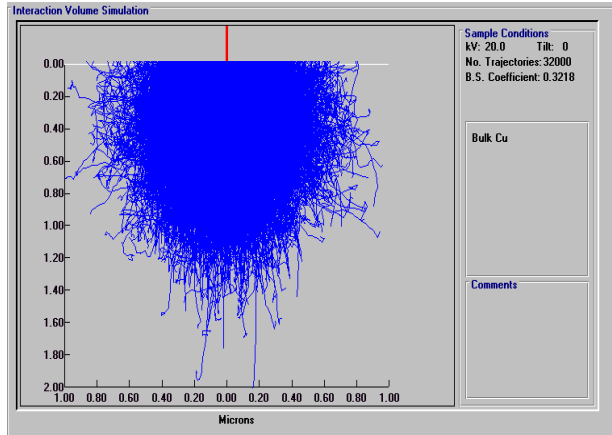 Interaction Volume Simulation
Sample Conditions
kV: 20.0 Tilt: 0
No. Trajectories: 32000
B.S. Coefficient: 0.3218
Bulk Cu
Comments
0.00
0.20
0.40
0.60
0.80
1.00
1.20
1.40
1.60
1.80
2.00
1.00 0.80 0.60 0.40 0.20 0.00 0.20 0.40 0.60 0.80 1.00
Microns